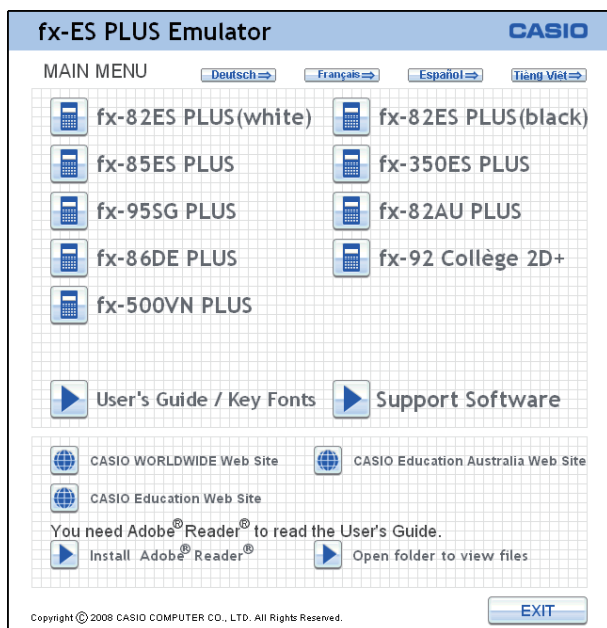 fx-ES PLUS Emulator CASIO
MAIN MENU Deutsch⇒ Français⇒ Español⇒ Tiếng Việt⇒
fx-82ES PLUS(white) fx-82ES PLUS(black)
fx-85ES PLUS fx-350ES PLUS
fx-95SG PLUS fx-82AU PLUS
fx-86DE PLUS fx-92 Collège 2D+
fx-500VN PLUS
User's Guide / Key Fonts Support Software
CASIO WORLDWIDE Web Site CASIO Education Australia Web Site
CASIO Education Web Site
You need Adobe® Reader® to read the User's Guide.
Install Adobe® Reader® Open folder to view files
Copyright © 2008 CASIO COMPUTER CO., LTD. All Rights Reserved. EXIT